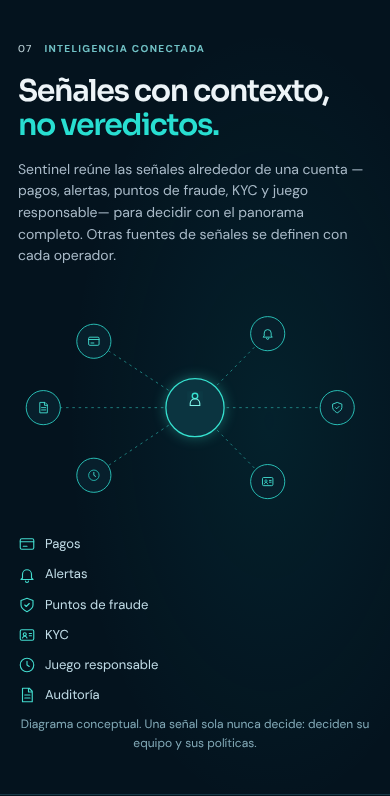 07 INTELIGENCIA CONECTADA
Señales con contexto,
no veredictos.
Sentinel reúne las señales alrededor de una cuenta —
pagos, alertas, puntos de fraude, KYC y juego
responsable— para decidir con el panorama
completo. Otras fuentes de señales se definen con
cada operador.
Pagos
Alertas
Puntos de fraude
KYC
Juego responsable
Auditoría
Diagrama conceptual. Una señal sola nunca decide: deciden su
equipo y sus políticas.